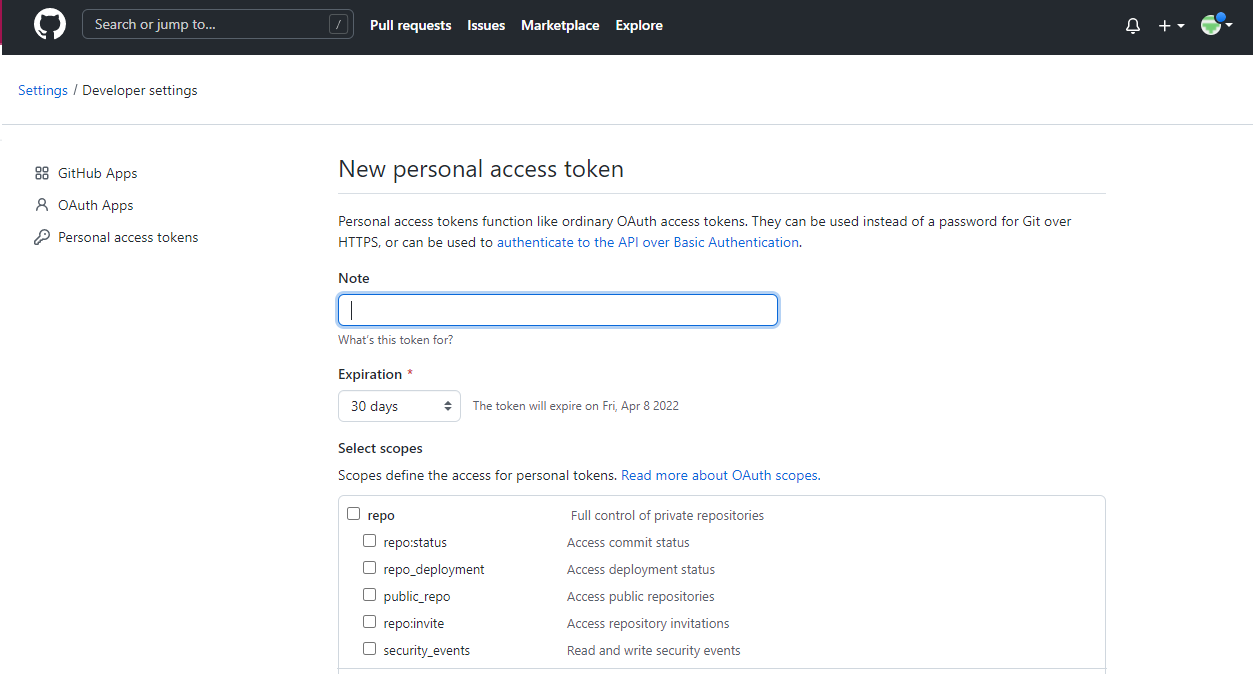 Search or jump to... /
Pull requests Issues Marketplace Explore
Settings / Developer settings
GitHub Apps
OAuth Apps
Personal access tokens
New personal access token
Personal access tokens function like ordinary OAuth access tokens. They can be used instead of a password for Git over
HTTPS, or can be used to authenticate to the API over Basic Authentication.
Note
What's this token for?
Expiration *
30 days The token will expire on Fri, Apr 8 2022
Select scopes
Scopes define the access for personal tokens. Read more about OAuth scopes.
repo Full control of private repositories
repo:status Access commit status
repo_deployment Access deployment status
public_repo Access public repositories
repo:invite Access repository invitations
security_events Read and write security events